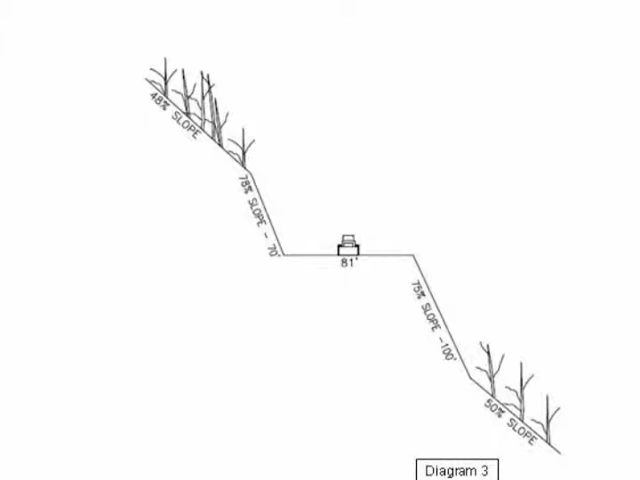 48% SLOPE
78% SLOPE - 70'
81'
75% SLOPE -100'
50% SLOPE
Diagram 3